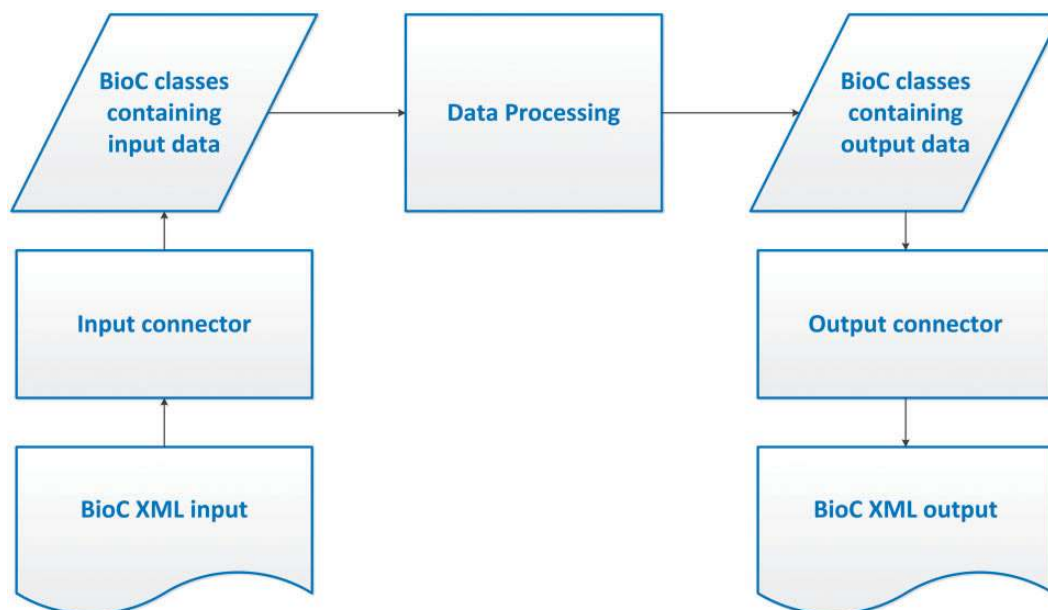 BioC classes
containing
input data
Data Processing
BioC classes
containing
output data
Input connector
Output connector
BioC XML input
BioC XML output